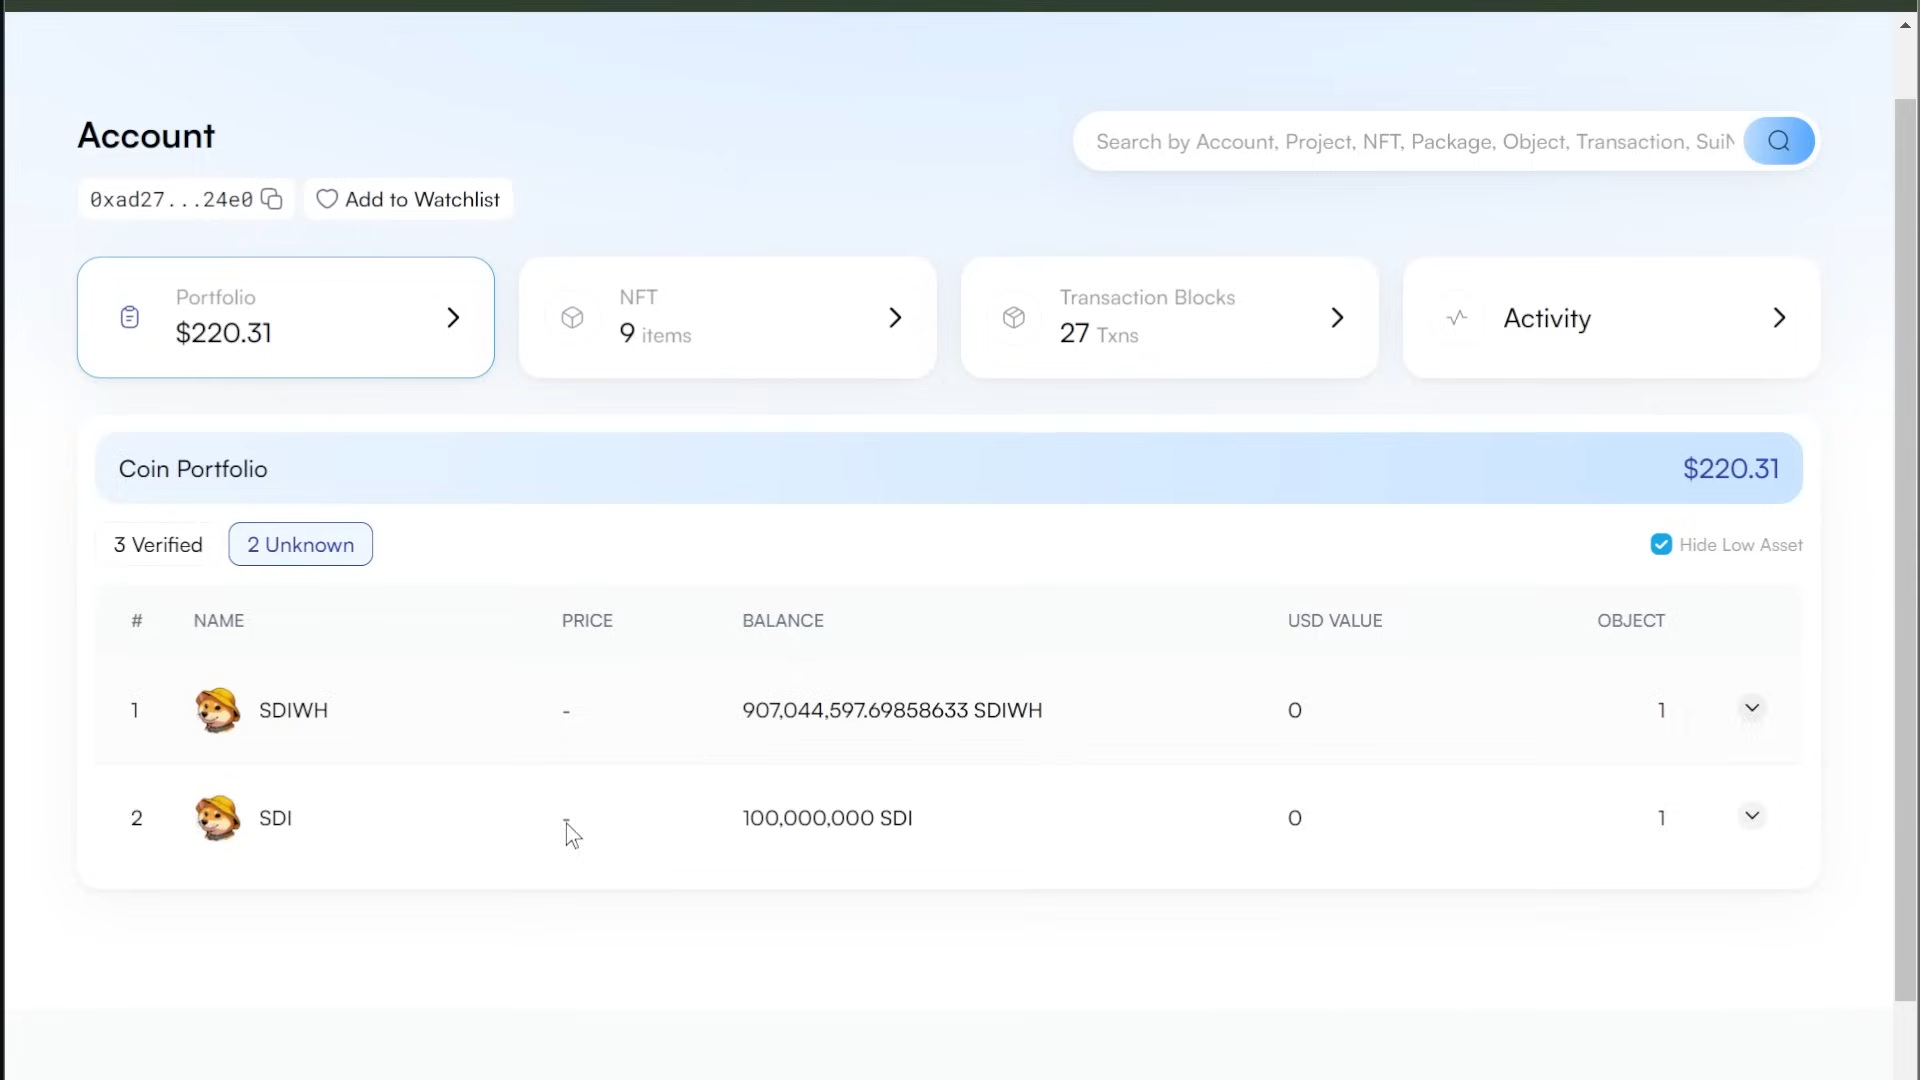 Account
Search by Account, Project, NFT, Package, Object, Transaction, SuiN
0xad27...24e0
Add to Watchlist
Portfolio
$220.31
NFT
9 items
Transaction Blocks
27 Txns
Activity
Coin Portfolio
$220.31
3 Verified
2 Unknown
Hide Low Asset
# NAME PRICE BALANCE USD VALUE OBJECT
1 SDIWH - 907,044,597.69858633 SDIWH 0 1
2 SDI - 100,000,000 SDI 0 1